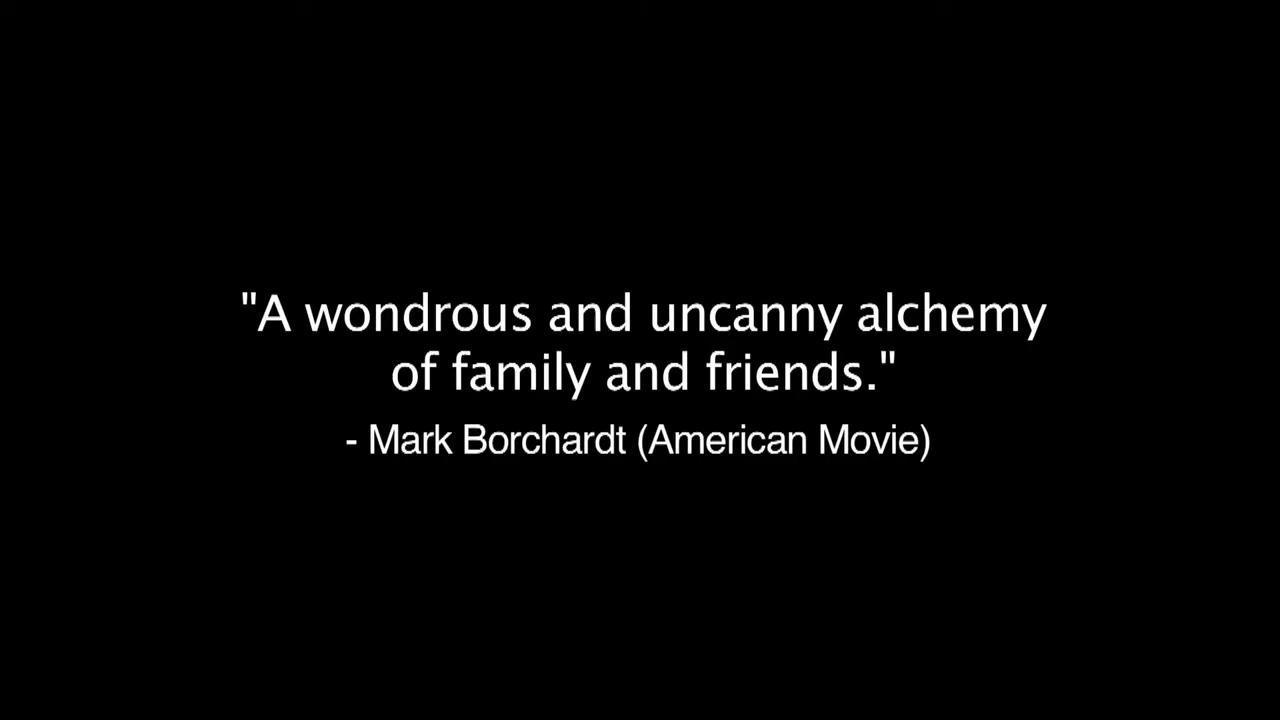 "A wondrous and uncanny alchemy
of family and friends."
- Mark Borchardt (American Movie)